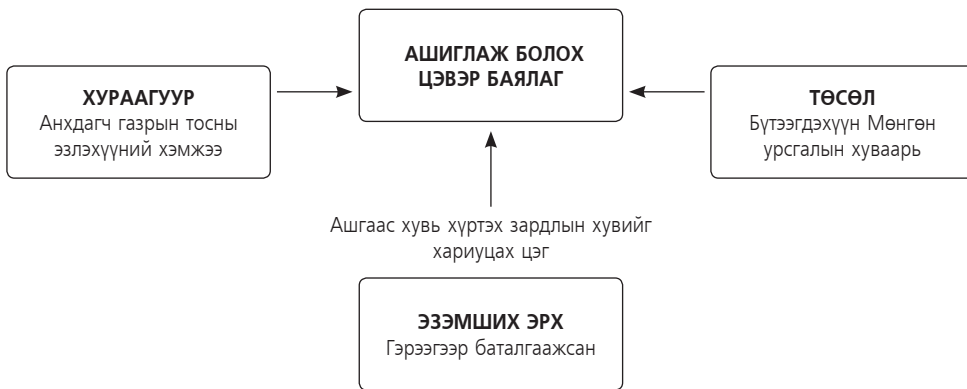 АШИГЛАЖ БОЛОХ
ЦЭВЭР БАЯЛАГ
ХУРААГУУР
Анхдагч газрын тосны
эзлэхүүний хэмжээ
ТӨСӨЛ
Бүтээгдэхүүн Мөнгөн
урсгалын хуваарь
Ашгаас хувь хүртэх зардлын хувийг
хариуцах цэг
ЭЗЭМШИХ ЭРХ
Гэрээгээр баталгаажсан